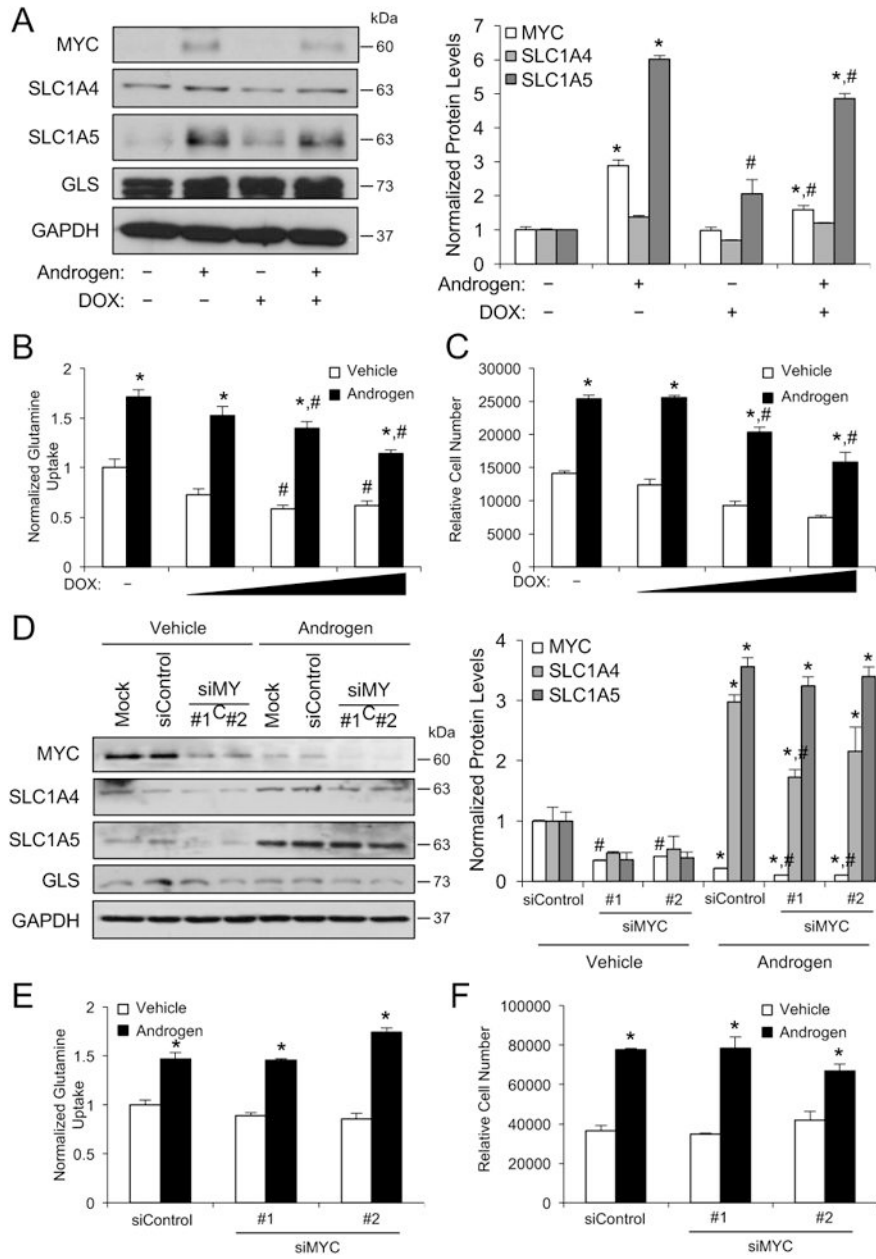 A
kDa
MYC
60
SLC1A4
63
SLC1A5
63
GLS
73
GAPDH
37
Androgen: – + – +
DOX: – – + +
Normalized Protein Levels
7
6
5
4
3
2
1
0
MYC
SLC1A4
SLC1A5
*
*
#
*,#
*,#
Androgen: – + – +
DOX: – – + +
B
Normalized Glutamine
Uptake
2
1.5
1
0.5
0
Vehicle
Androgen
*
*
*,#
*,#
#
#
DOX: –
C
Relative Cell Number
30000
25000
20000
15000
10000
5000
0
Vehicle
Androgen
*
*
*,#
*,#
DOX: –
D
Vehicle Androgen
Mock siControl siMY Mock siControl siMY
#1 C #2 #1 C #2
kDa
MYC
60
SLC1A4
63
SLC1A5
63
GLS
73
GAPDH
37
Normalized Protein Levels
4
3
2
1
0
MYC
SLC1A4
SLC1A5
#
#
*
*
*
*,#
*,#
*
*,#
*
*
siControl #1 #2 siControl #1 #2
siMYC siMYC
Vehicle Androgen
E
Normalized Glutamine
Uptake
2
1.5
1
0.5
0
Vehicle
Androgen
*
*
*
siControl #1 #2
siMYC
F
Relative Cell Number
100000
80000
60000
40000
20000
0
Vehicle
Androgen
*
*
*
siControl #1 #2
siMYC